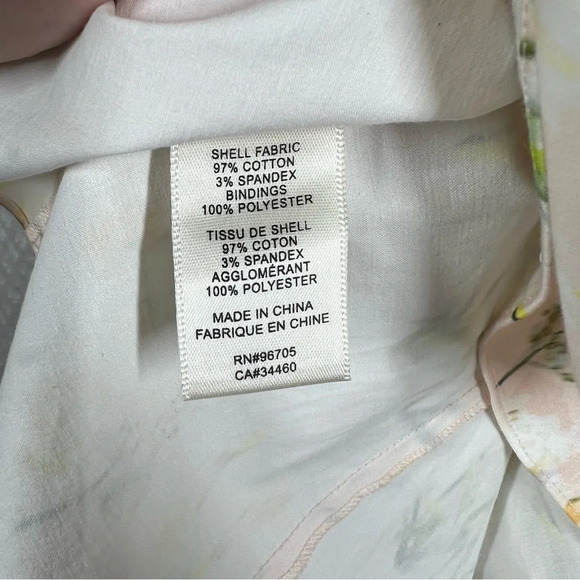 SHELL FABRIC
97% COTTON
3% SPANDEX
BINDINGS
100% POLYESTER
TISSU DE SHELL
97% COTON
3% SPANDEX
AGGLOMÉRANT
100% POLYESTER
MADE IN CHINA
FABRIQUE EN CHINE
RN#96705
CA#34460